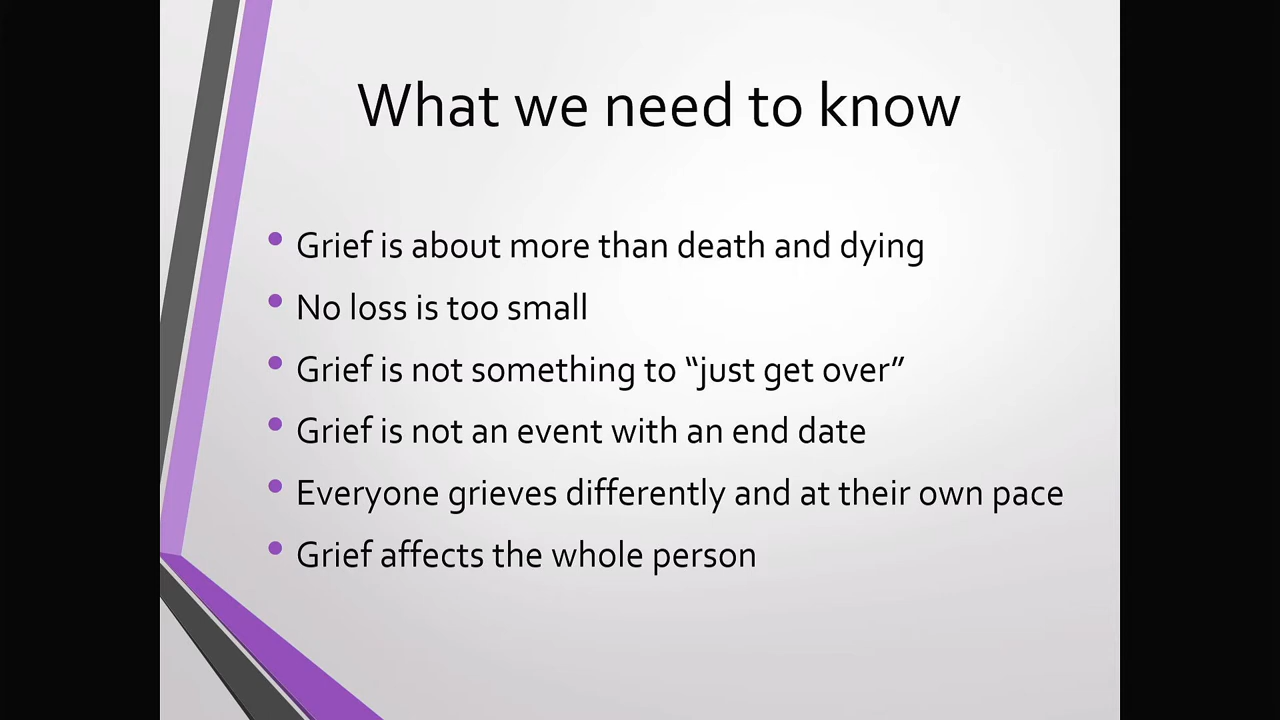 What we need to know
• Grief is about more than death and dying
• No loss is too small
• Grief is not something to “just get over”
• Grief is not an event with an end date
• Everyone grieves differently and at their own pace
• Grief affects the whole person